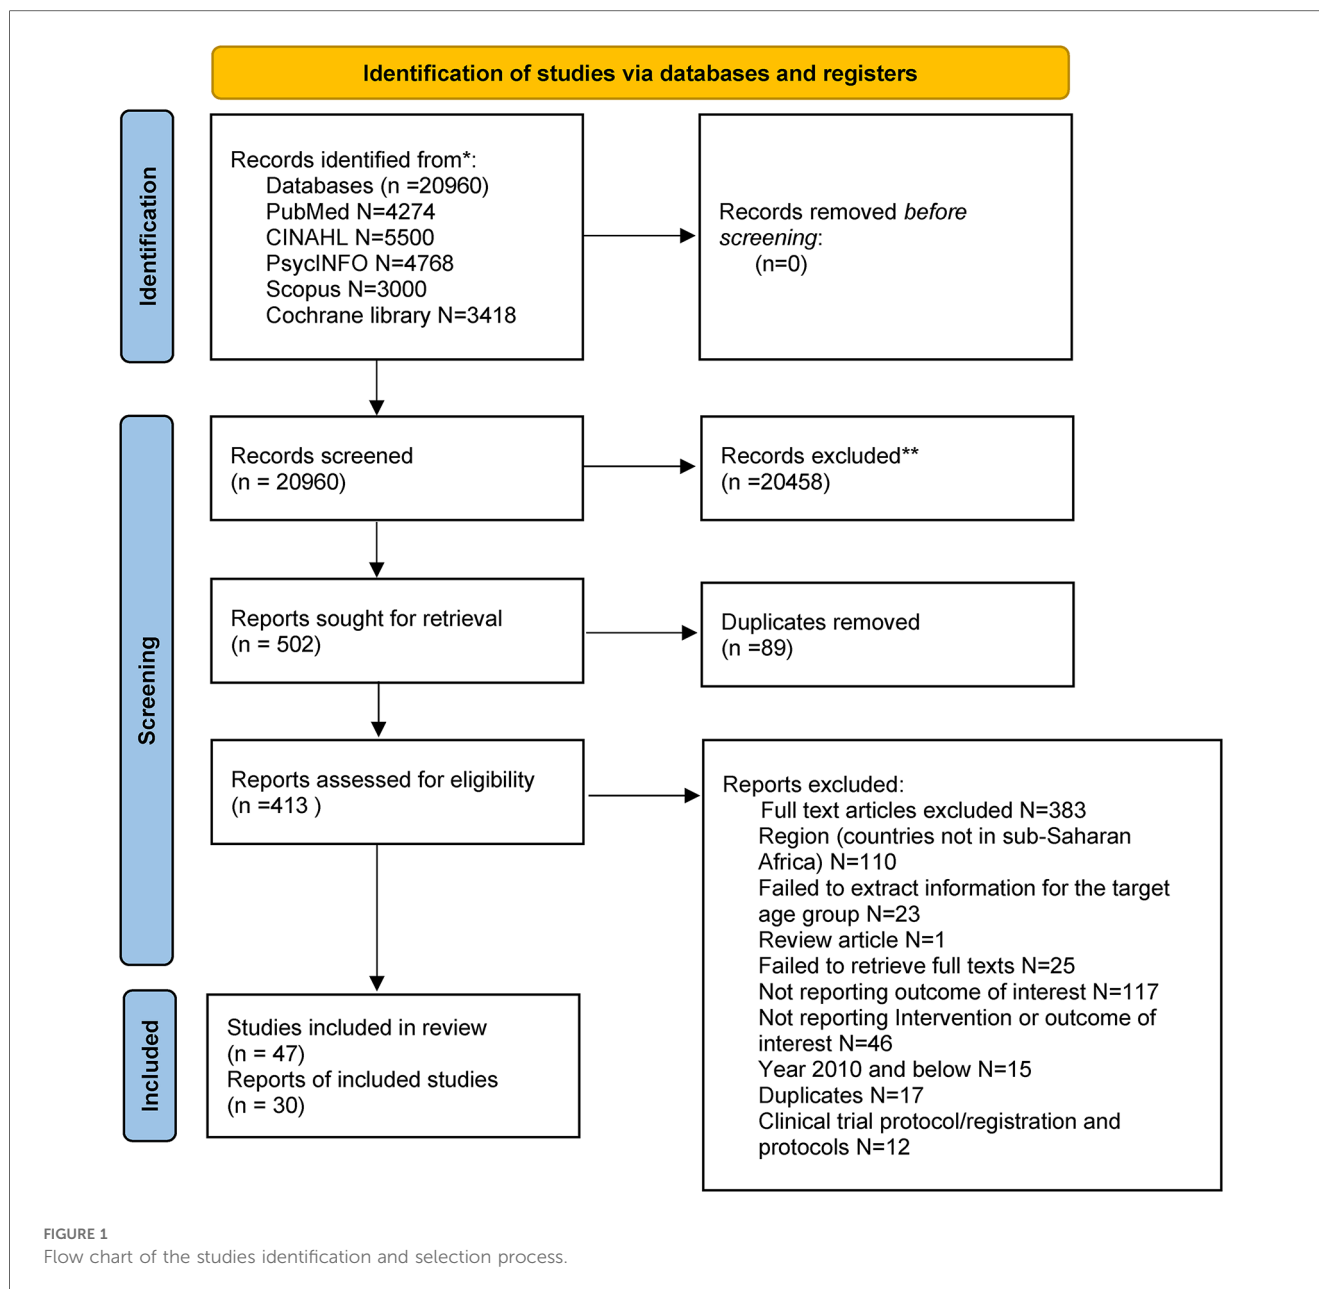 Identification of studies via databases and registers
Identification
Records identified from*:
Databases (n =20960)
PubMed N=4274
CINAHL N=5500
PsycINFO N=4768
Scopus N=3000
Cochrane library N=3418
Records removed before
screening:
(n=0)
Screening
Records screened
(n = 20960)
Records excluded**
(n =20458)
Reports sought for retrieval
(n = 502)
Duplicates removed
(n =89)
Reports assessed for eligibility
(n =413 )
Reports excluded:
Full text articles excluded N=383
Region (countries not in sub-Saharan
Africa) N=110
Failed to extract information for the target
age group N=23
Review article N=1
Failed to retrieve full texts N=25
Not reporting outcome of interest N=117
Not reporting Intervention or outcome of
interest N=46
Year 2010 and below N=15
Duplicates N=17
Clinical trial protocol/registration and
protocols N=12
Included
Studies included in review
(n = 47)
Reports of included studies
(n = 30)
FIGURE 1
Flow chart of the studies identification and selection process.